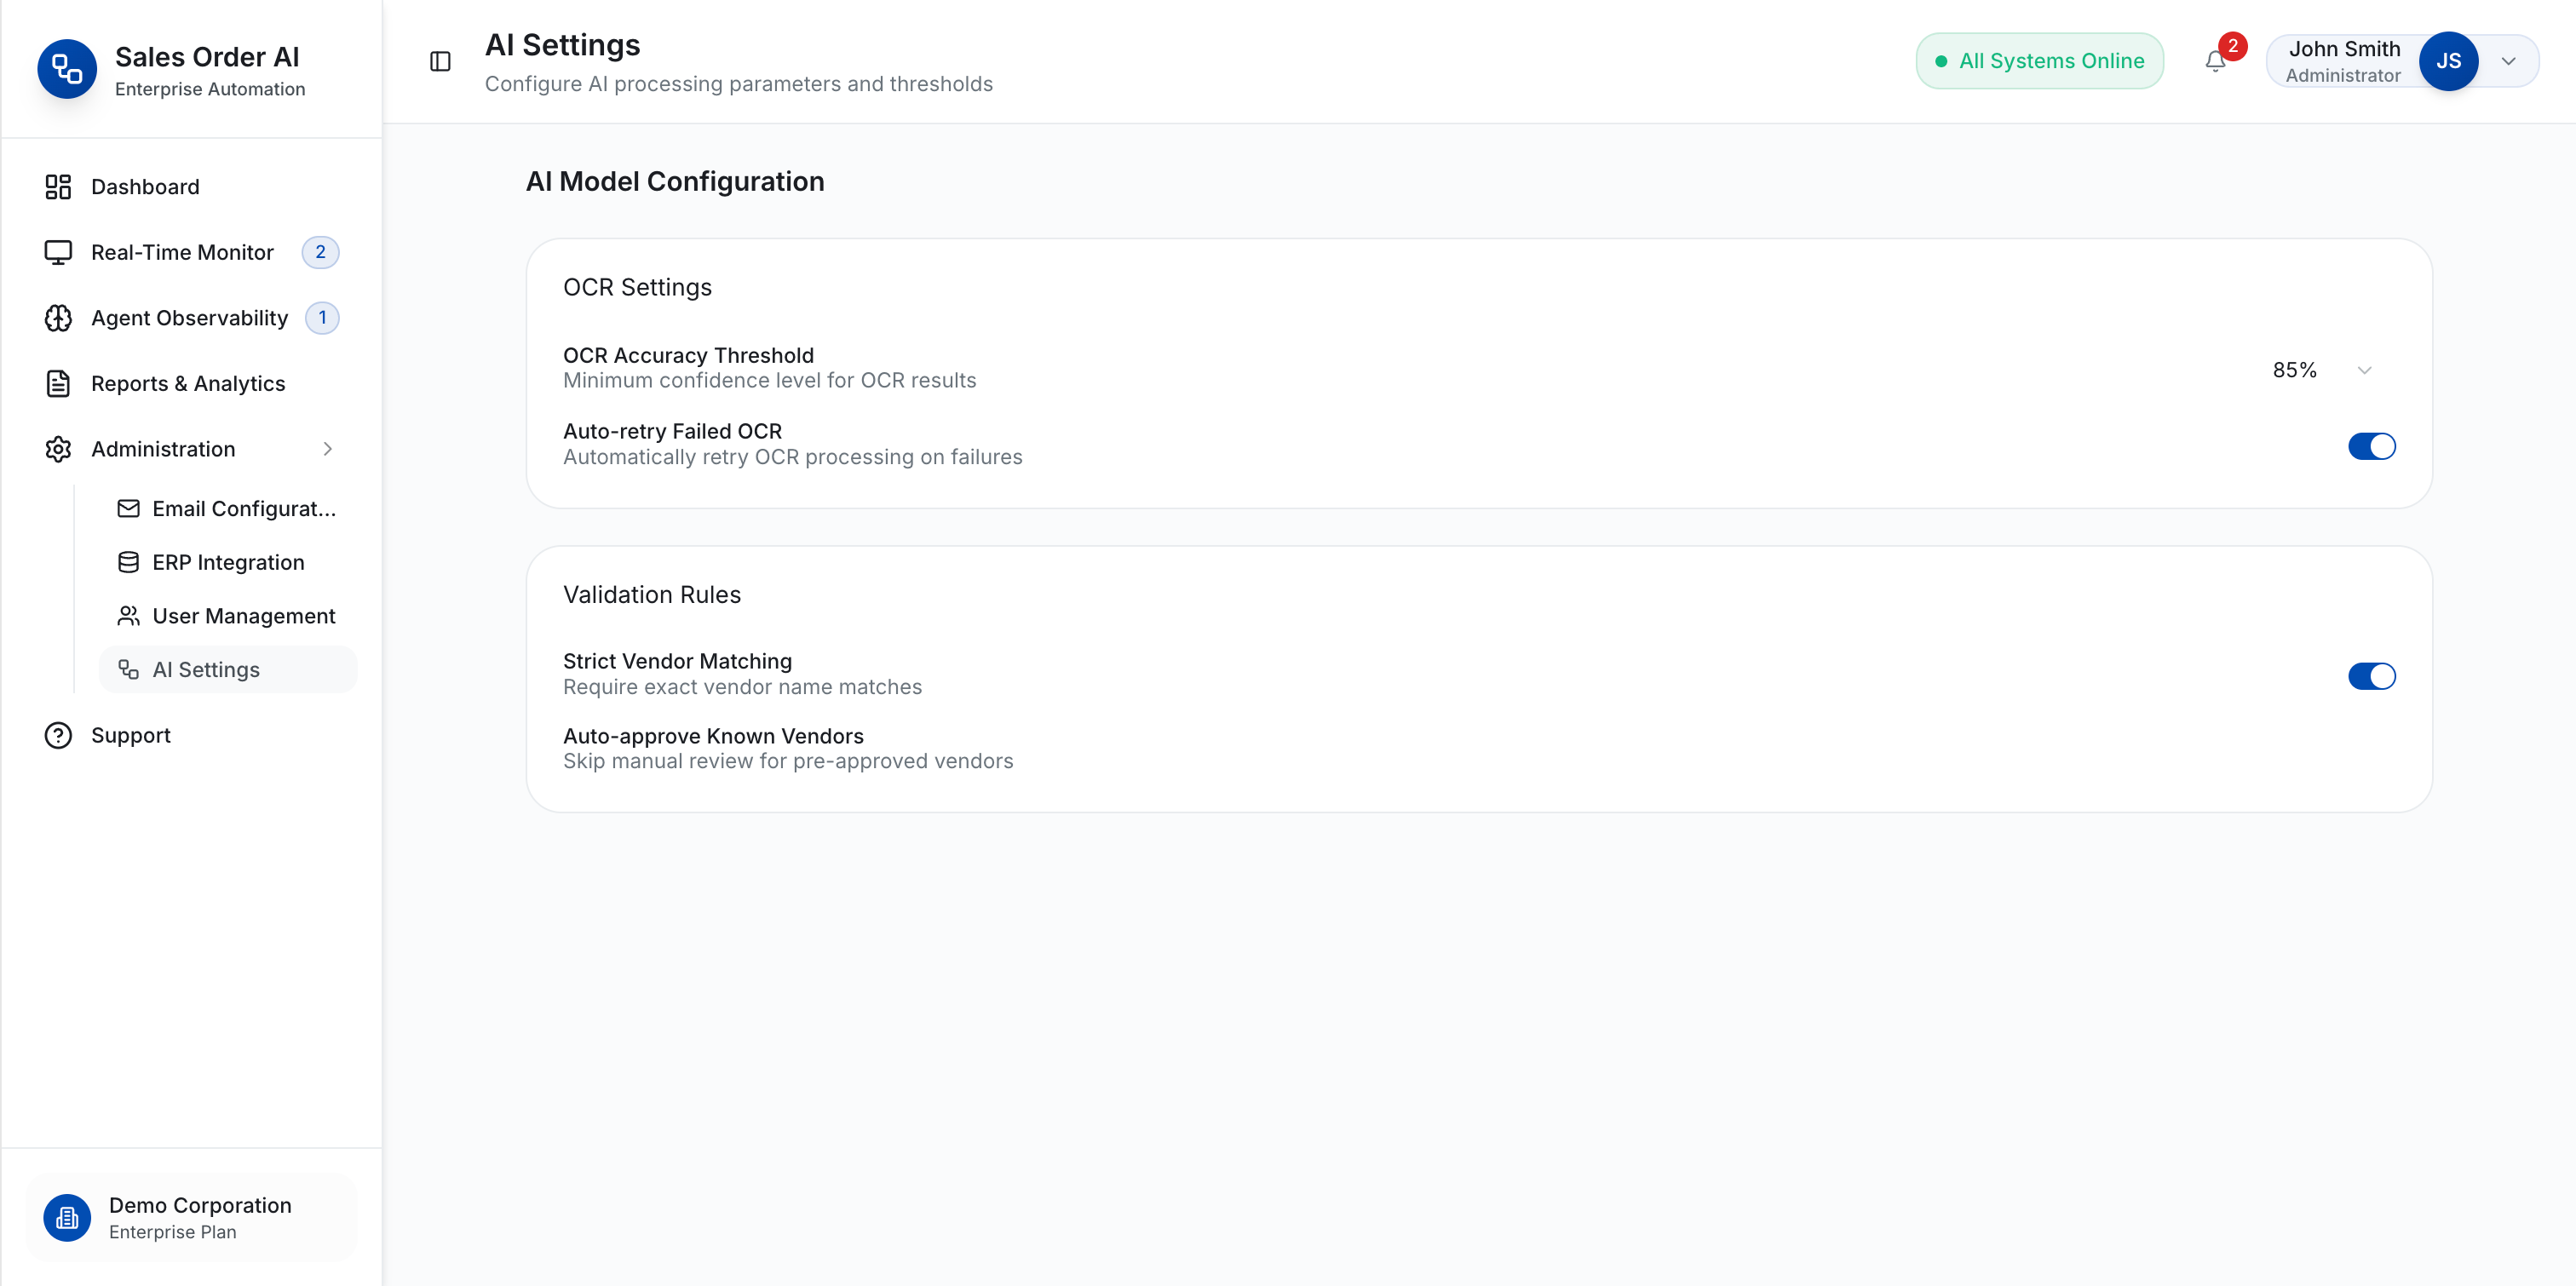 Sales Order AI
Enterprise Automation
Dashboard
Real-Time Monitor 2
Agent Observability 1
Reports & Analytics
Administration
Email Configurat...
ERP Integration
User Management
AI Settings
Support
Demo Corporation
Enterprise Plan
AI Settings
Configure AI processing parameters and thresholds
All Systems Online
2
John Smith
Administrator
JS
AI Model Configuration
OCR Settings
OCR Accuracy Threshold
Minimum confidence level for OCR results
85%
Auto-retry Failed OCR
Automatically retry OCR processing on failures
Validation Rules
Strict Vendor Matching
Require exact vendor name matches
Auto-approve Known Vendors
Skip manual review for pre-approved vendors